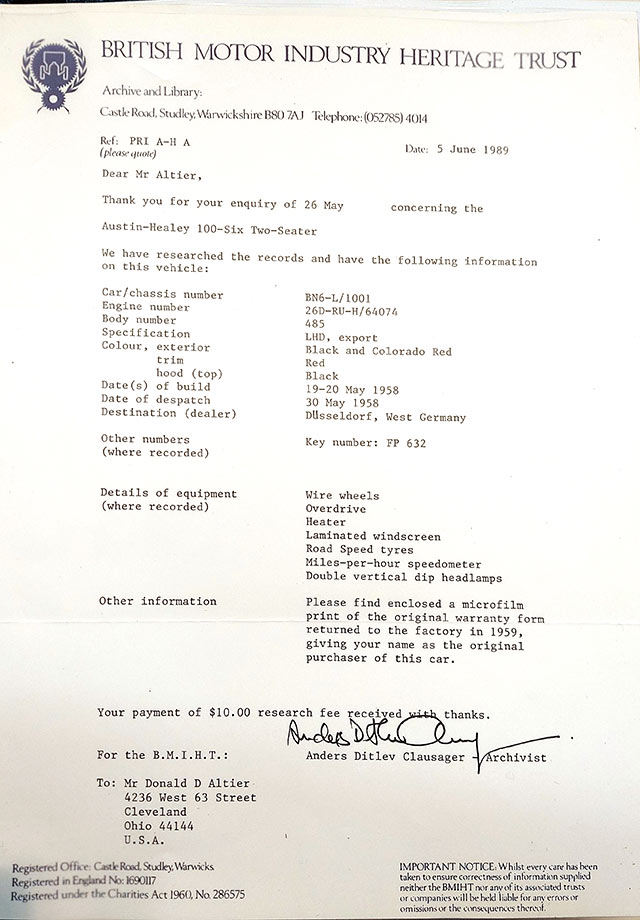 BRITISH MOTOR INDUSTRY HERITAGE TRUST
Archive and Library:
Castle Road, Studley, Warwickshire B80 7AJ Telephone: (052785) 4014
Ref: PRI A-H A
(please quote)
Date: 5 June 1989
Dear Mr Altier,
Thank you for your enquiry of 26 May concerning the
Austin-Healey 100-Six Two-Seater
We have researched the records and have the following information
on this vehicle:
Car/chassis number BN6-L/1001
Engine number 26D-RU-H/64074
Body number 485
Specification LHD, export
Colour, exterior Black and Colorado Red
trim Red
hood (top) Black
Date(s) of build 19-20 May 1958
Date of despatch 30 May 1958
Destination (dealer) Düsseldorf, West Germany
Other numbers Key number: FP 632
(where recorded)
Details of equipment Wire wheels
(where recorded) Overdrive
Heater
Laminated windscreen
Road Speed tyres
Miles-per-hour speedometer
Double vertical dip headlamps
Other information Please find enclosed a microfilm
print of the original warranty form
returned to the factory in 1959,
giving your name as the original
purchaser of this car.
Your payment of $10.00 research fee received with thanks.
Anders Ditlev Clausager
For the B.M.I.H.T.: Anders Ditlev Clausager - Archivist
To: Mr Donald D Altier
4236 West 63 Street
Cleveland
Ohio 44144
U.S.A.
Registered Office: Castle Road, Studley, Warwicks.
Registered in England No: 1690117
Registered under the Charities Act 1960, No. 286575
IMPORTANT NOTICE: Whilst every care has been
taken to ensure correctness of information supplied
neither the BMIHT nor any of its associated trusts
or companies will be held liable for any errors or
omissions or the consequences thereof.